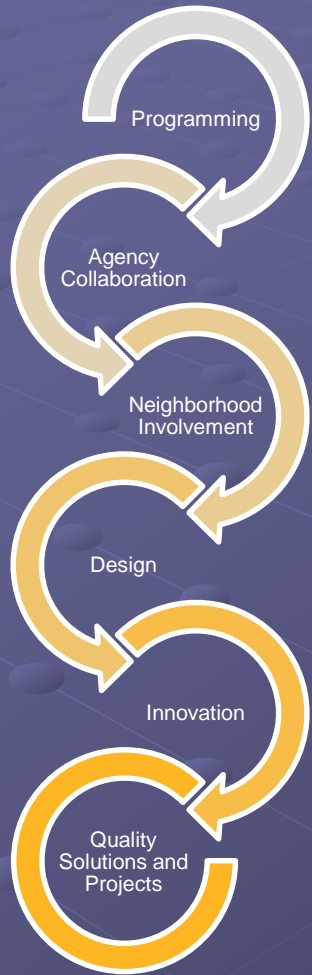 Programming
Agency
Collaboration
Neighborhood
Involvement
Design
Innovation
Quality
Solutions and
Projects